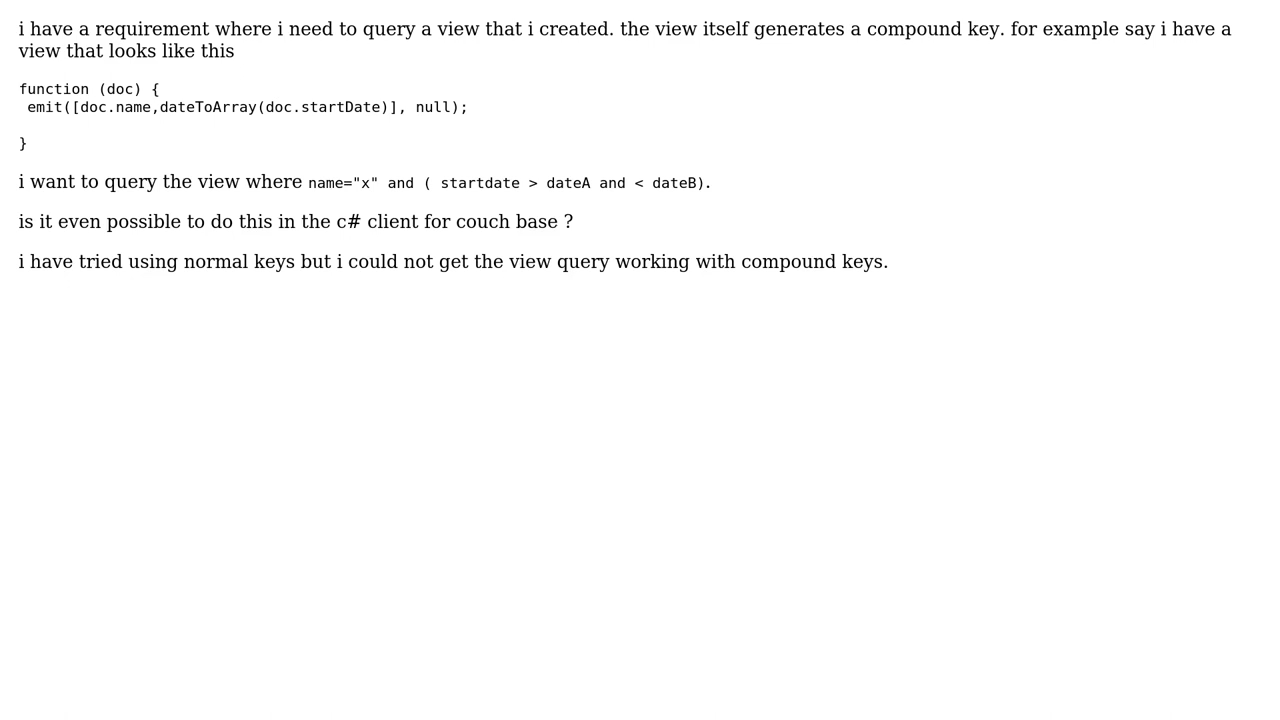 i have a requirement where i need to query a view that i created. the view itself generates a compound key. for example say i have a
view that looks like this
function (doc) {
 emit([doc.name,dateToArray(doc.startDate)], null);
}
i want to query the view where name="x" and ( startdate > dateA and < dateB).
is it even possible to do this in the c# client for couch base ?
i have tried using normal keys but i could not get the view query working with compound keys.